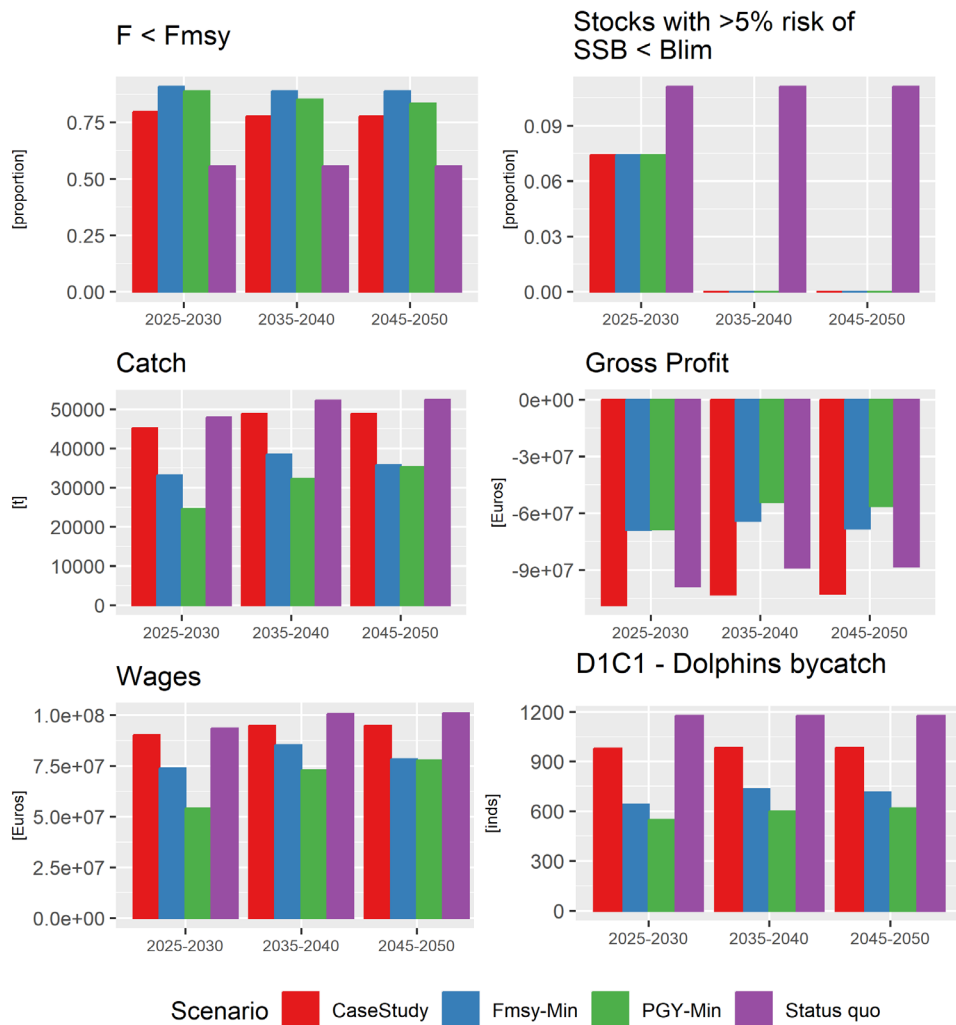 F < Fmsy
Stocks with >5% risk of
SSB < Blim
[proportion]
0.75
0.50
0.25
0.00
2025-2030
2035-2040
2045-2050
[proportion]
0.09
0.06
0.03
0.00
2025-2030
2035-2040
2045-2050
Catch
[t]
50000
40000
30000
20000
10000
0
2025-2030
2035-2040
2045-2050
Gross Profit
[Euros]
0e+00
-3e+07
-6e+07
-9e+07
2025-2030
2035-2040
2045-2050
Wages
[Euros]
1.0e+08
7.5e+07
5.0e+07
2.5e+07
0.0e+00
2025-2030
2035-2040
2045-2050
D1C1 - Dolphins bycatch
[inds]
1200
900
600
300
0
2025-2030
2035-2040
2045-2050
Scenario CaseStudy Fmsy-Min PGY-Min Status quo